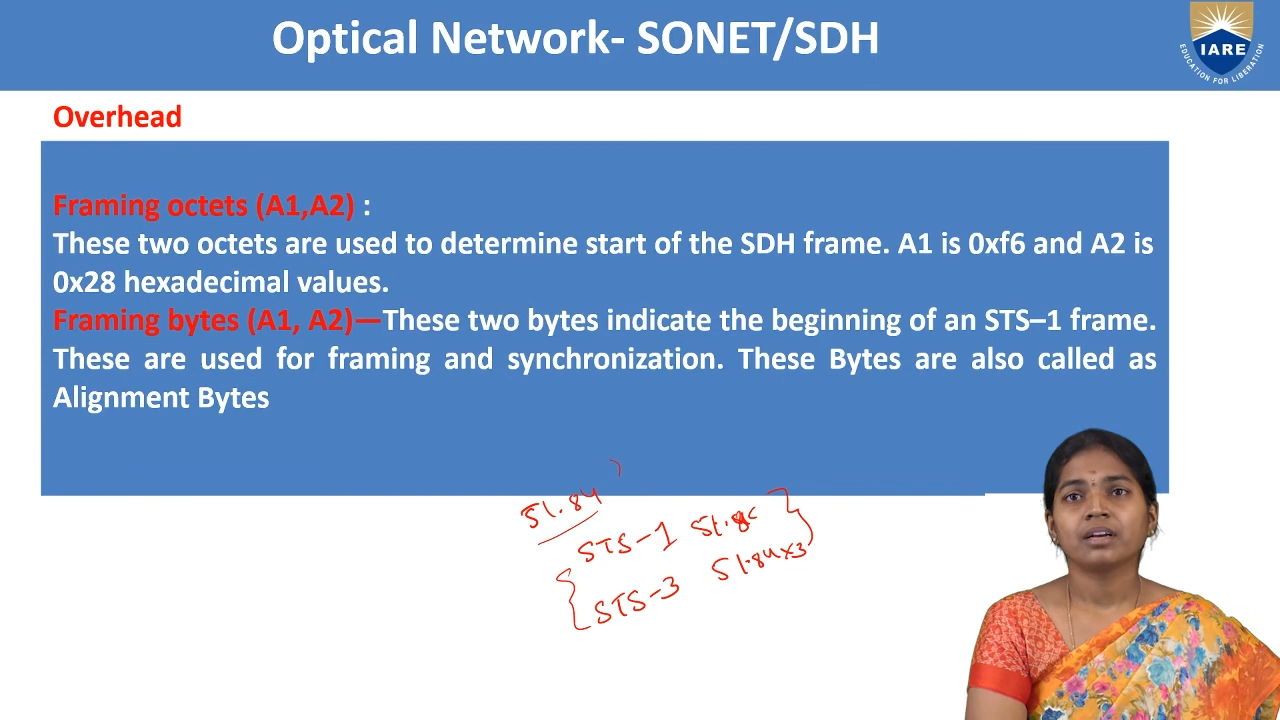 Optical Network- SONET/SDH
IARE
EDUCATION FOR LIBERATION
Overhead
Framing octets (A1,A2) :
These two octets are used to determine start of the SDH frame. A1 is 0xf6 and A2 is
0x28 hexadecimal values.
Framing bytes (A1, A2)—These two bytes indicate the beginning of an STS–1 frame.
These are used for framing and synchronization. These Bytes are also called as
Alignment Bytes
51.84
STS-1
STS-3 51.84x3